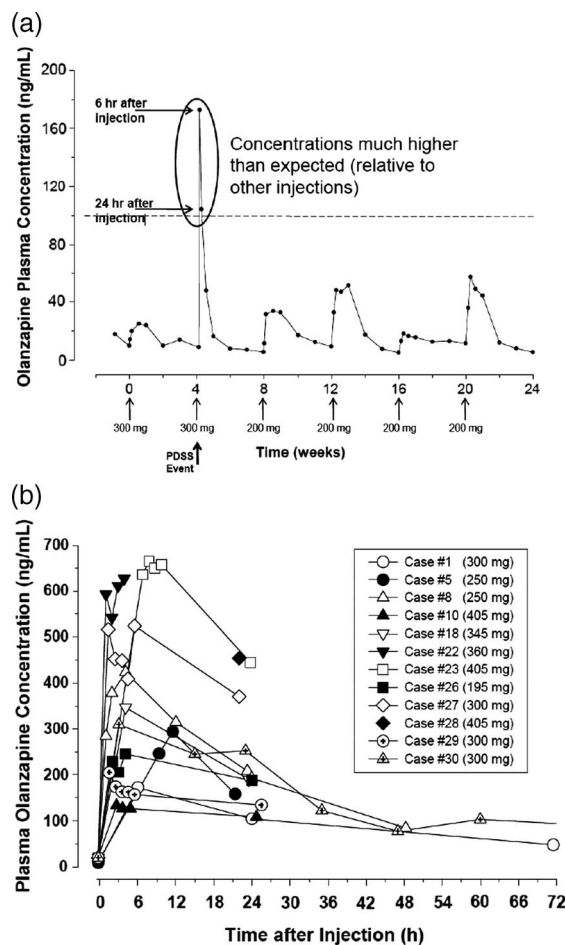 (a)
Olanzapine Plasma Concentration (ng/mL)
200
160
120
80
40
0
6 hr after
injection
24 hr after
injection
Concentrations much higher
than expected (relative to
other injections)
0 4 8 12 16 20 24
300 mg 300 mg 200 mg 200 mg 200 mg 200 mg
PDSS
Event
Time (weeks)
(b)
Plasma Olanzapine Concentration (ng/mL)
700
600
500
400
300
200
100
0
Case #1 (300 mg)
Case #5 (250 mg)
Case #8 (250 mg)
Case #10 (405 mg)
Case #18 (345 mg)
Case #22 (360 mg)
Case #23 (405 mg)
Case #26 (195 mg)
Case #27 (300 mg)
Case #28 (405 mg)
Case #29 (300 mg)
Case #30 (300 mg)
0 6 12 18 24 30 36 42 48 54 60 66 72
Time after Injection (h)